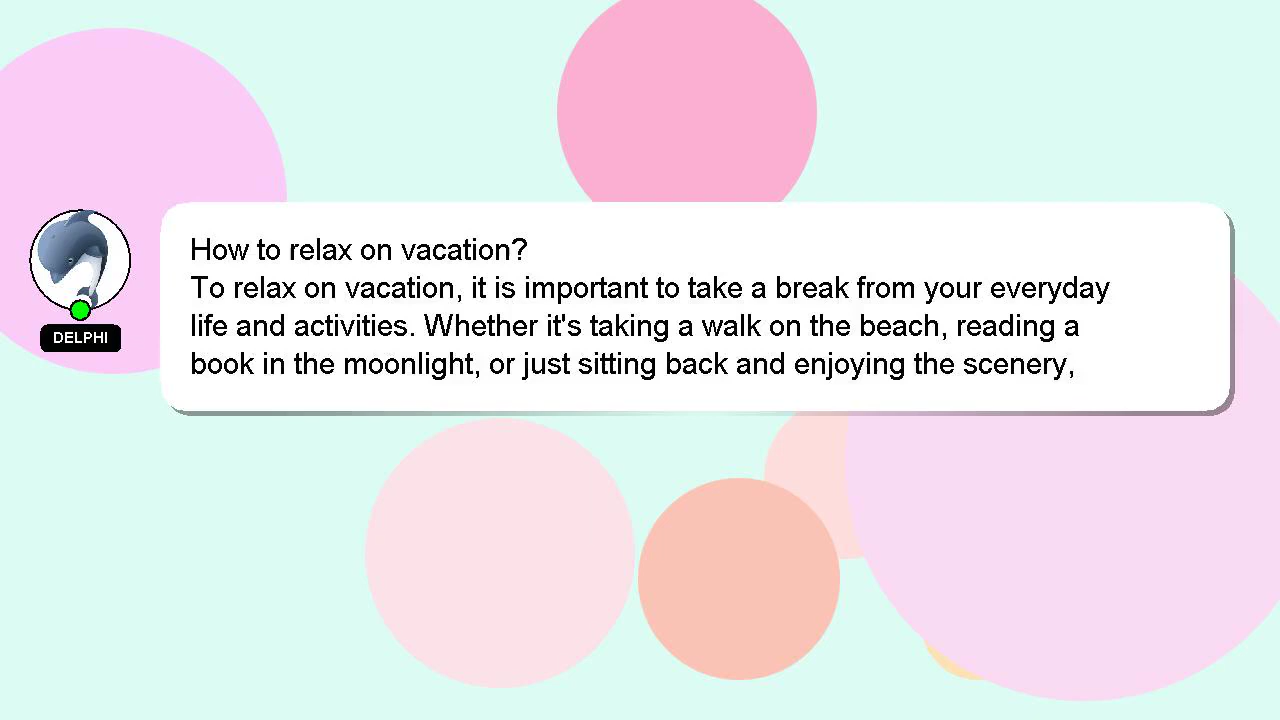 How to relax on vacation?
To relax on vacation, it is important to take a break from your everyday
life and activities. Whether it's taking a walk on the beach, reading a
book in the moonlight, or just sitting back and enjoying the scenery,
DELPHI